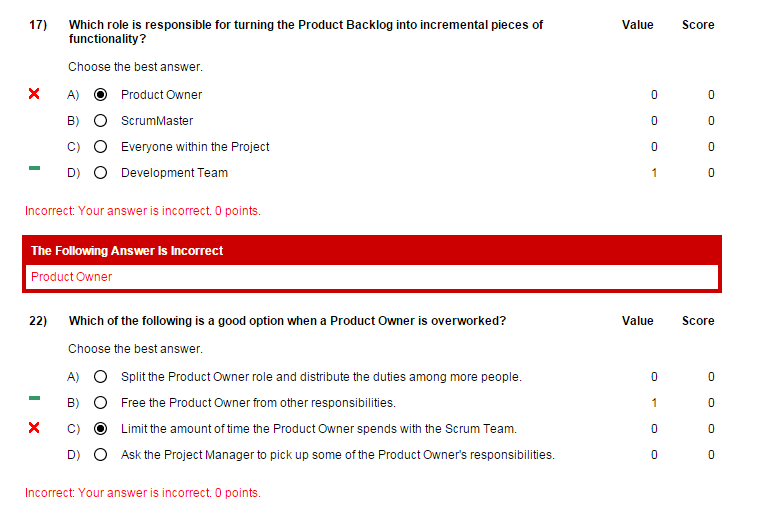 17) Which role is responsible for turning the Product Backlog into incremental pieces of Value Score
functionality?
Choose the best answer.
A) Product Owner 0 0
B) ScrumMaster 0 0
C) Everyone within the Project 0 0
D) Development Team 1 0
Incorrect: Your answer is incorrect, 0 points.
The Following Answer Is Incorrect
Product Owner
22) Which of the following is a good option when a Product Owner is overworked? Value Score
Choose the best answer.
A) Split the Product Owner role and distribute the duties among more people. 0 0
B) Free the Product Owner from other responsibilities. 1 0
C) Limit the amount of time the Product Owner spends with the Scrum Team. 0 0
D) Ask the Project Manager to pick up some of the Product Owner's responsibilities. 0 0
Incorrect: Your answer is incorrect, 0 points.